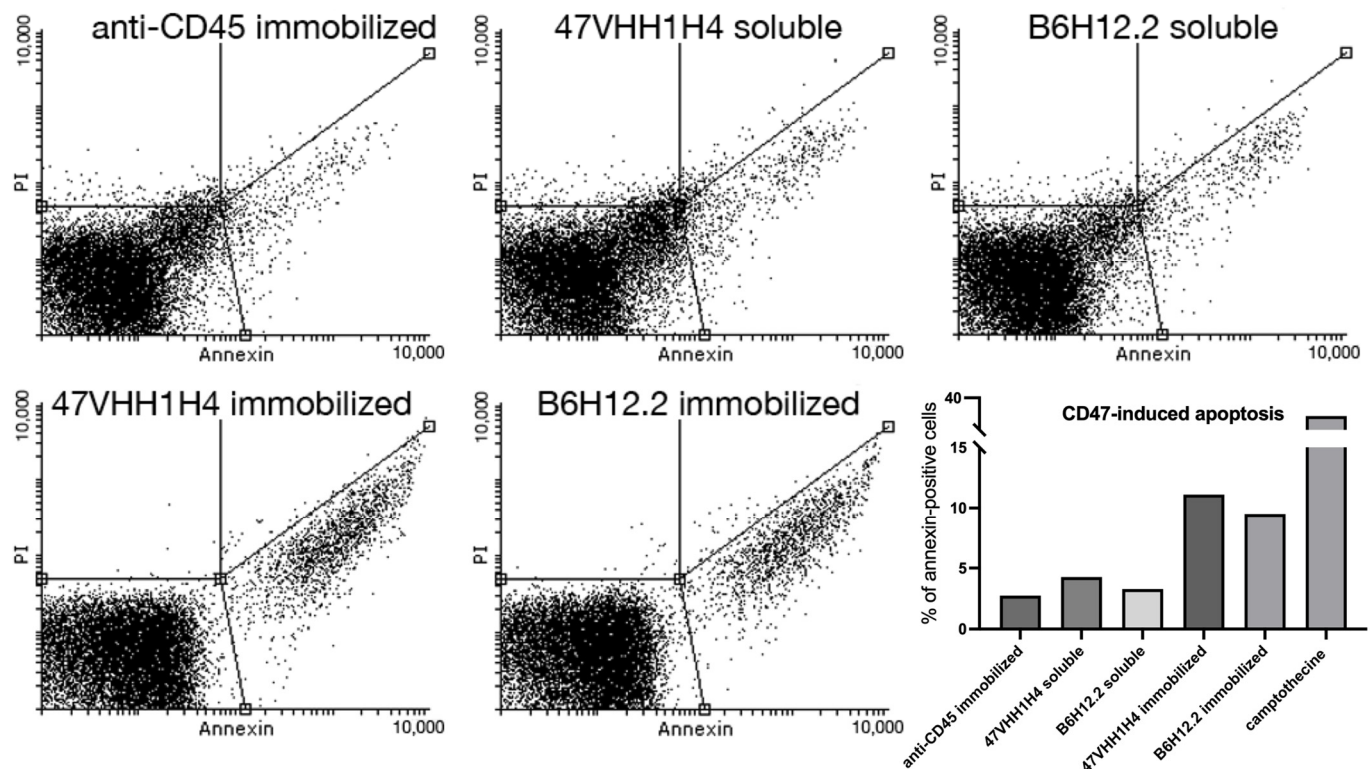 anti-CD45 immobilized
10,000
PI
Annexin
10,000
47VHH1H4 soluble
10,000
PI
Annexin
10,000
B6H12.2 soluble
10,000
PI
Annexin
10,000
47VHH1H4 immobilized
10,000
PI
Annexin
10,000
B6H12.2 immobilized
10,000
PI
Annexin
10,000
CD47-induced apoptosis
% of annexin-positive cells
40
15
10
5
0
anti-CD45 immobilized
47VHH1H4 soluble
B6H12.2 soluble
47VHH1H4 immobilized
B6H12.2 immobilized
camptothecine